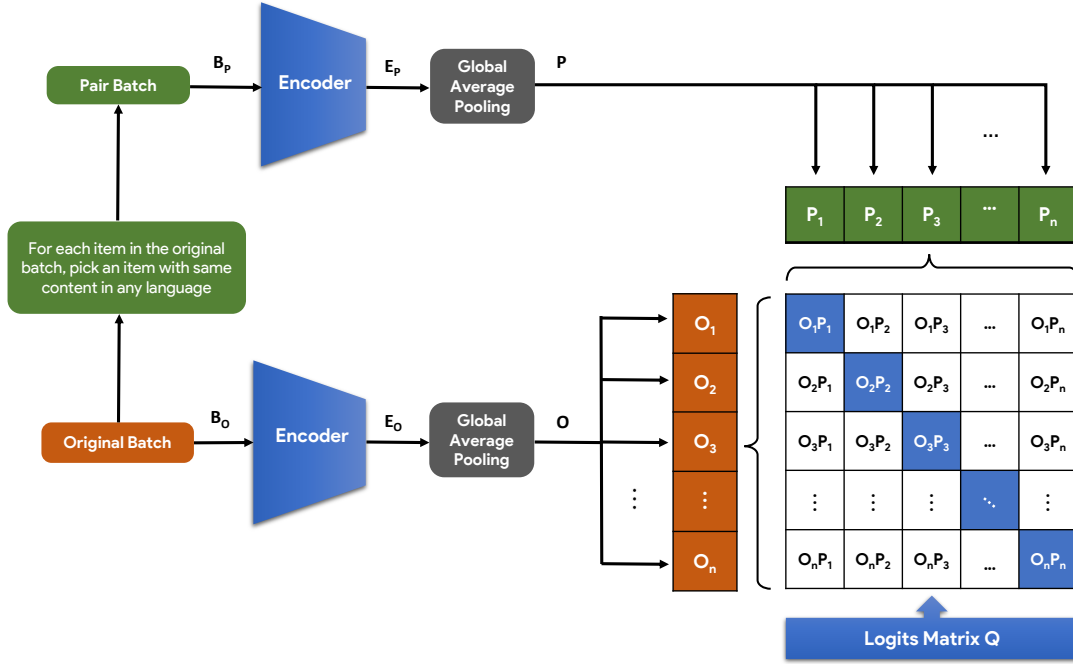 Pair Batch
B_P
Encoder
E_P
Global
Average
Pooling
P
...
P_1 P_2 P_3 ... P_n
For each item in the original
batch, pick an item with same
content in any language
Original Batch
B_O
Encoder
E_O
Global
Average
Pooling
O
⋮
O_1
O_2
O_3
⋮
O_n
O_1P_1 O_1P_2 O_1P_3 ... O_1P_n
O_2P_1 O_2P_2 O_2P_3 ... O_2P_n
O_3P_1 O_3P_2 O_3P_3 ... O_3P_n
⋮ ⋮ ⋮ ⋱ ⋮
O_nP_1 O_nP_2 O_nP_3 ... O_nP_n
Logits Matrix Q